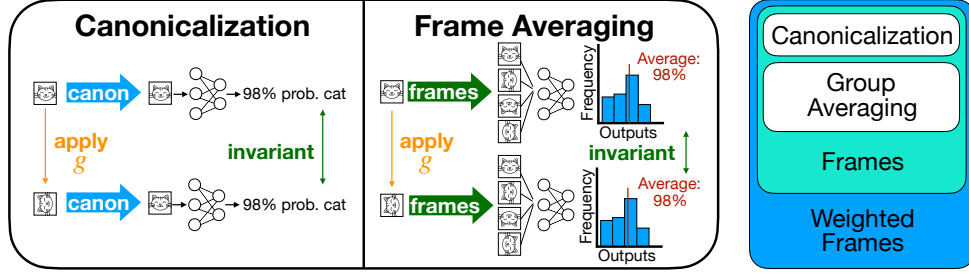 Canonicalization
canon
98% prob. cat
apply
g
invariant
canon
98% prob. cat
Frame Averaging
frames
Frequency
Average:
98%
Outputs
apply
g
invariant
frames
Frequency
Average:
98%
Outputs
Canonicalization
Group
Averaging
Frames
Weighted
Frames